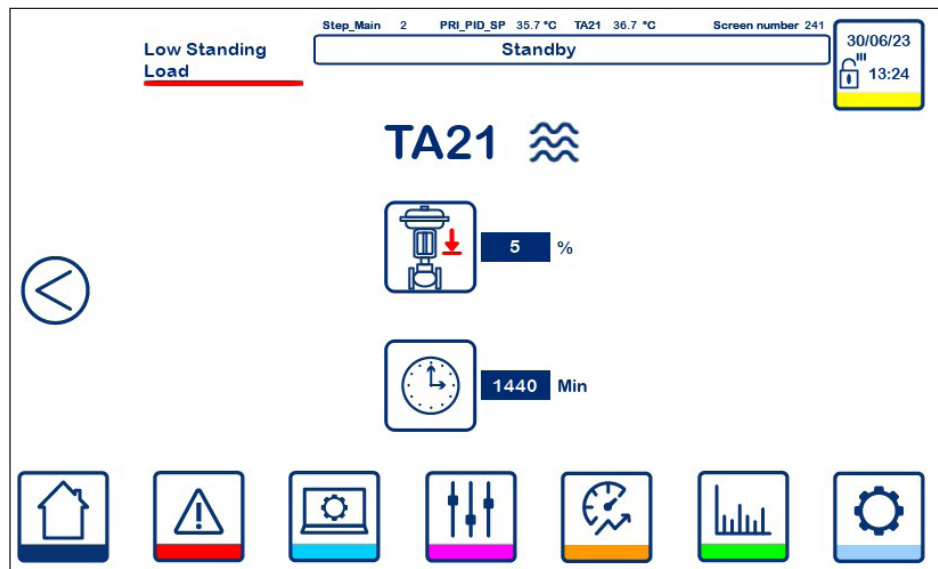 Step_Main 2 PRI_PID_SP 35.7 °C TA21 36.7 °C Screen number 241
Low Standing
Load
Standby
30/06/23
13:24
TA21
5 %
1440 Min